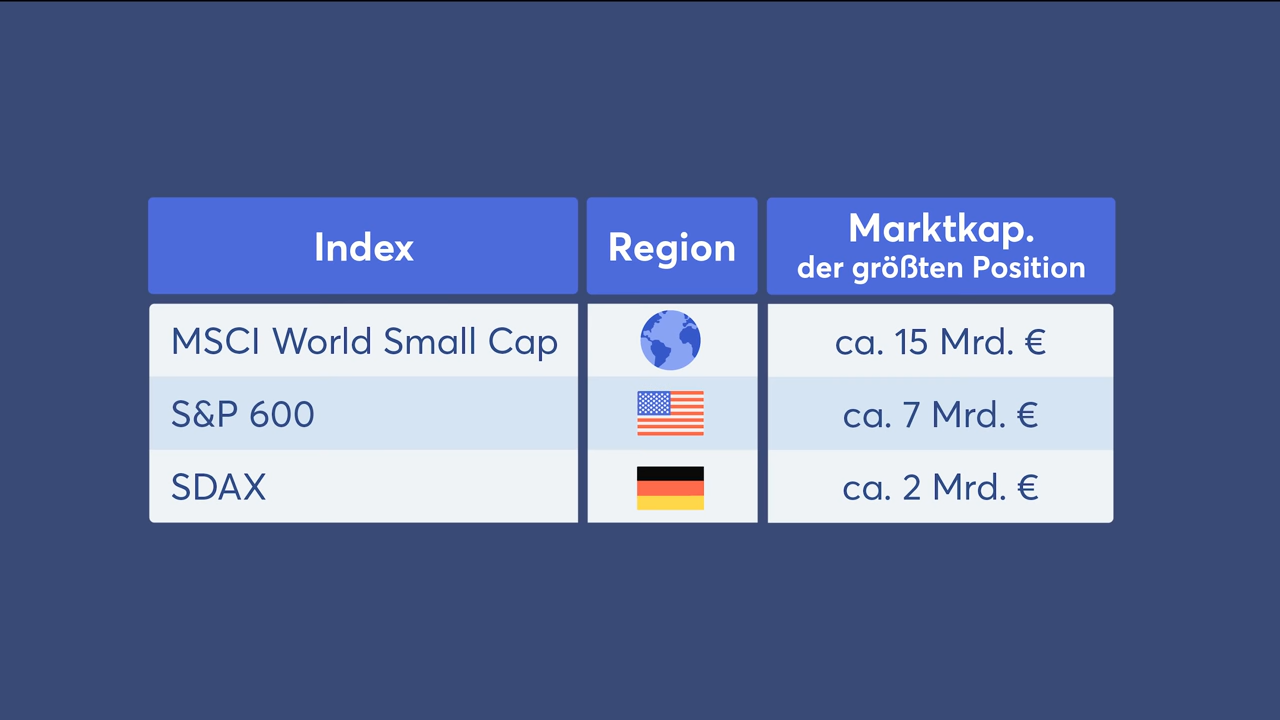 Index
Region
Marktkap.
der größten Position
MSCI World Small Cap
ca. 15 Mrd. €
S&P 600
ca. 7 Mrd. €
SDAX
ca. 2 Mrd. €